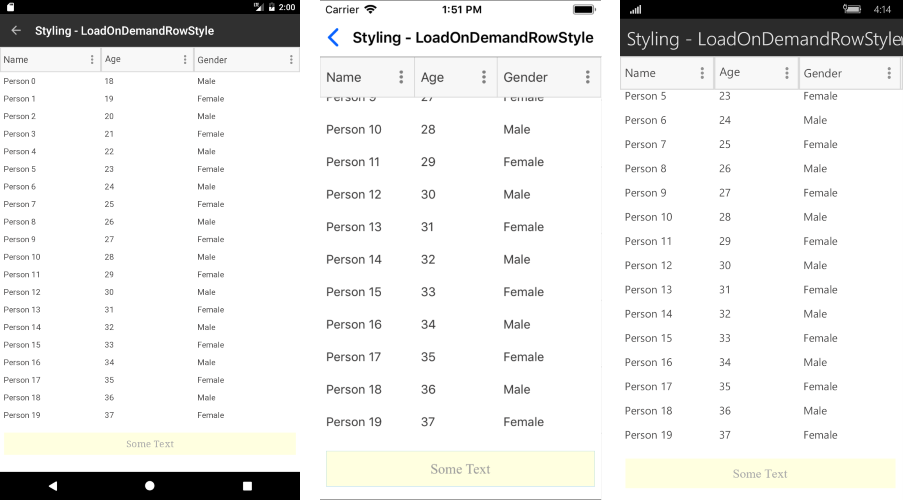 2:00
Styling - LoadOnDemandRowStyle
Name Age Gender
Person 0 18 Male
Person 1 19 Female
Person 2 20 Male
Person 3 21 Female
Person 4 22 Male
Person 5 23 Female
Person 6 24 Male
Person 7 25 Female
Person 8 26 Male
Person 9 27 Female
Person 10 28 Male
Person 11 29 Female
Person 12 30 Male
Person 13 31 Female
Person 14 32 Male
Person 15 33 Female
Person 16 34 Male
Person 17 35 Female
Person 18 36 Male
Person 19 37 Female
Some Text
Carrier 1:51 PM
Styling - LoadOnDemandRowStyle
Name Age Gender
Person 9 27 Female
Person 10 28 Male
Person 11 29 Female
Person 12 30 Male
Person 13 31 Female
Person 14 32 Male
Person 15 33 Female
Person 16 34 Male
Person 17 35 Female
Person 18 36 Male
Person 19 37 Female
Some Text
4:14
Styling - LoadOnDemandRowStyle
Name Age Gender
Person 5 23 Female
Person 6 24 Male
Person 7 25 Female
Person 8 26 Male
Person 9 27 Female
Person 10 28 Male
Person 11 29 Female
Person 12 30 Male
Person 13 31 Female
Person 14 32 Male
Person 15 33 Female
Person 16 34 Male
Person 17 35 Female
Person 18 36 Male
Person 19 37 Female
Some Text